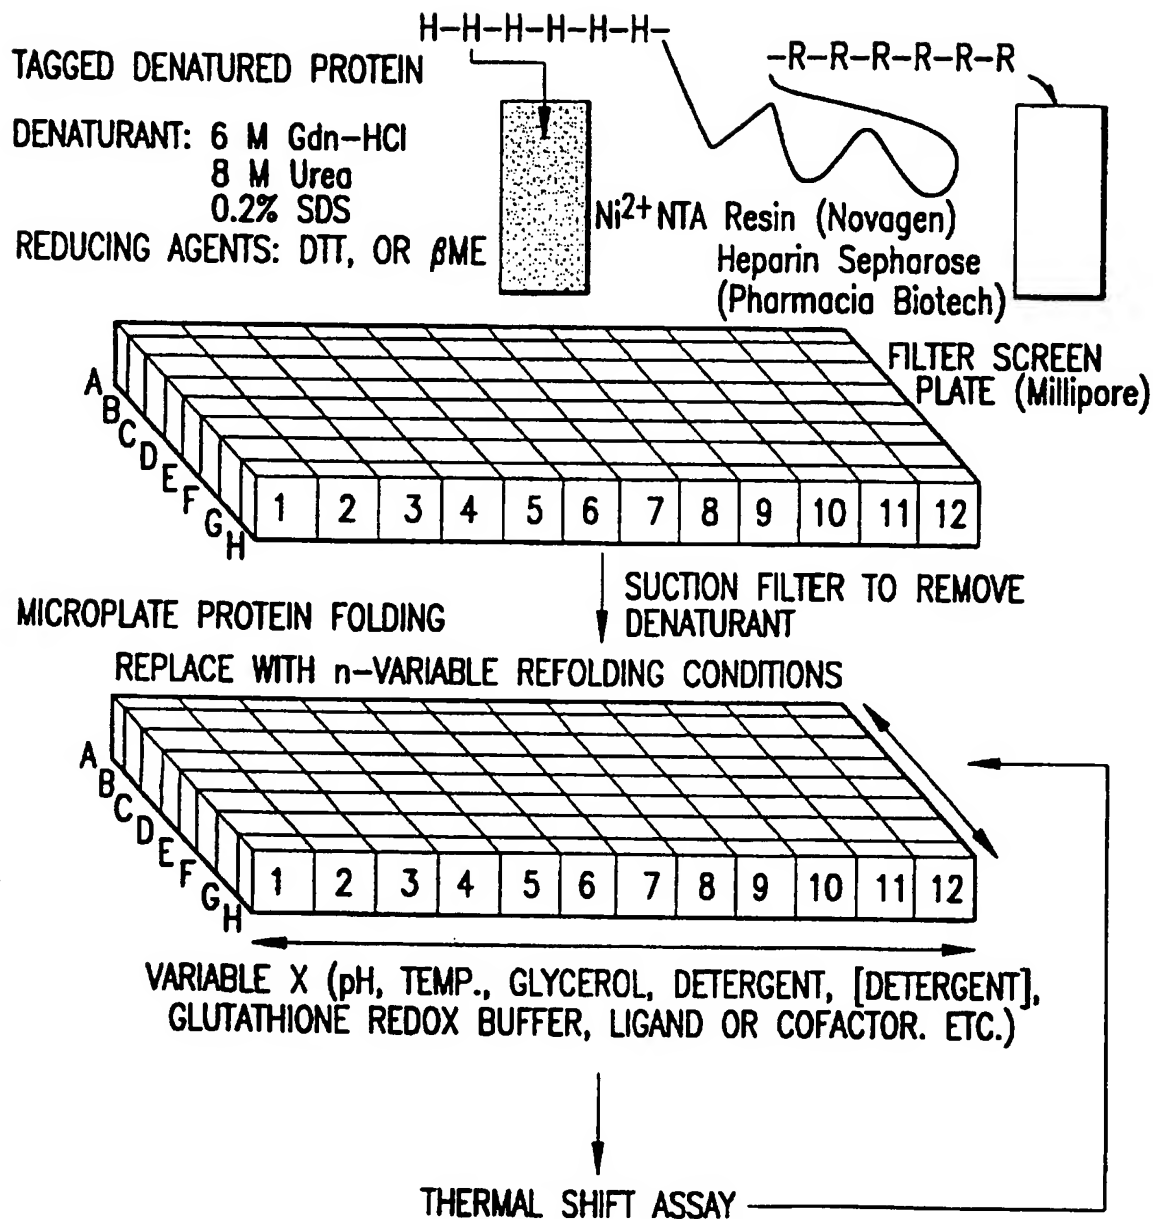 H-H-H-H-H-H-
-R-R-R-R-R-R
TAGGED DENATURED PROTEIN
DENATURANT: 6 M Gdn-HCl
8 M Urea
0.2% SDS
REDUCING AGENTS: DTT, OR βME
Ni2+NTA Resin (Novagen)
Heparin Sepharose
(Pharmacia Biotech)
FILTER SCREEN
PLATE (Millipore)
A
B
C
D
E
F
G
H
1 2 3 4 5 6 7 8 9 10 11 12
SUCTION FILTER TO REMOVE
DENATURANT
MICROPLATE PROTEIN FOLDING
REPLACE WITH n-VARIABLE REFOLDING CONDITIONS
A
B
C
D
E
F
G
H
1 2 3 4 5 6 7 8 9 10 11 12
VARIABLE X (pH, TEMP., GLYCEROL, DETERGENT, [DETERGENT],
GLUTATHIONE REDOX BUFFER, LIGAND OR COFACTOR. ETC.)
THERMAL SHIFT ASSAY